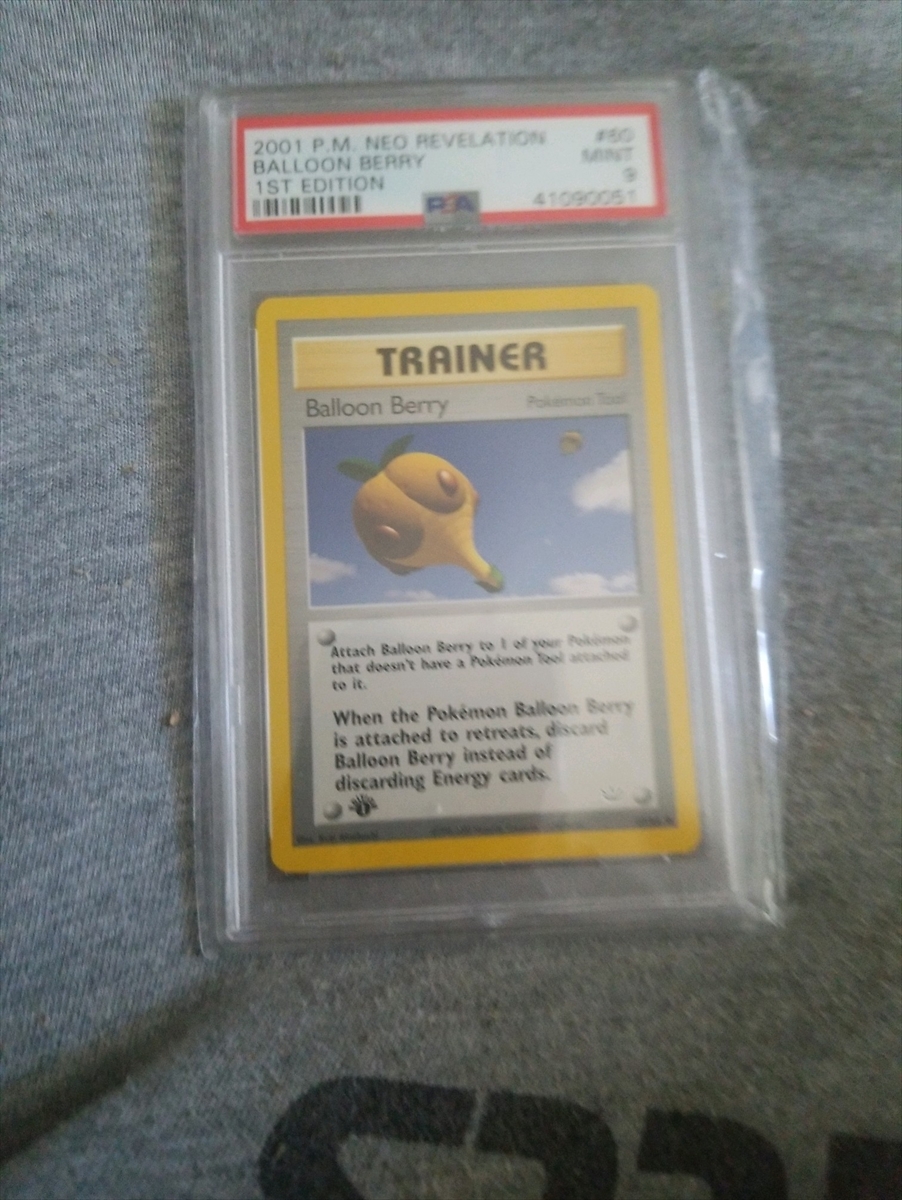 2001 P.M. NEO REVELATION #60
BALLOON BERRY MINT
1ST EDITION 9
PSA 41090051
TRAINER
Balloon Berry Pokémon Tool
Attach Balloon Berry to 1 of your Pokémon
that doesn't have a Pokémon Tool attached
to it.
When the Pokémon Balloon Berry
is attached to retreats, discard
Balloon Berry instead of
discarding Energy cards.
1